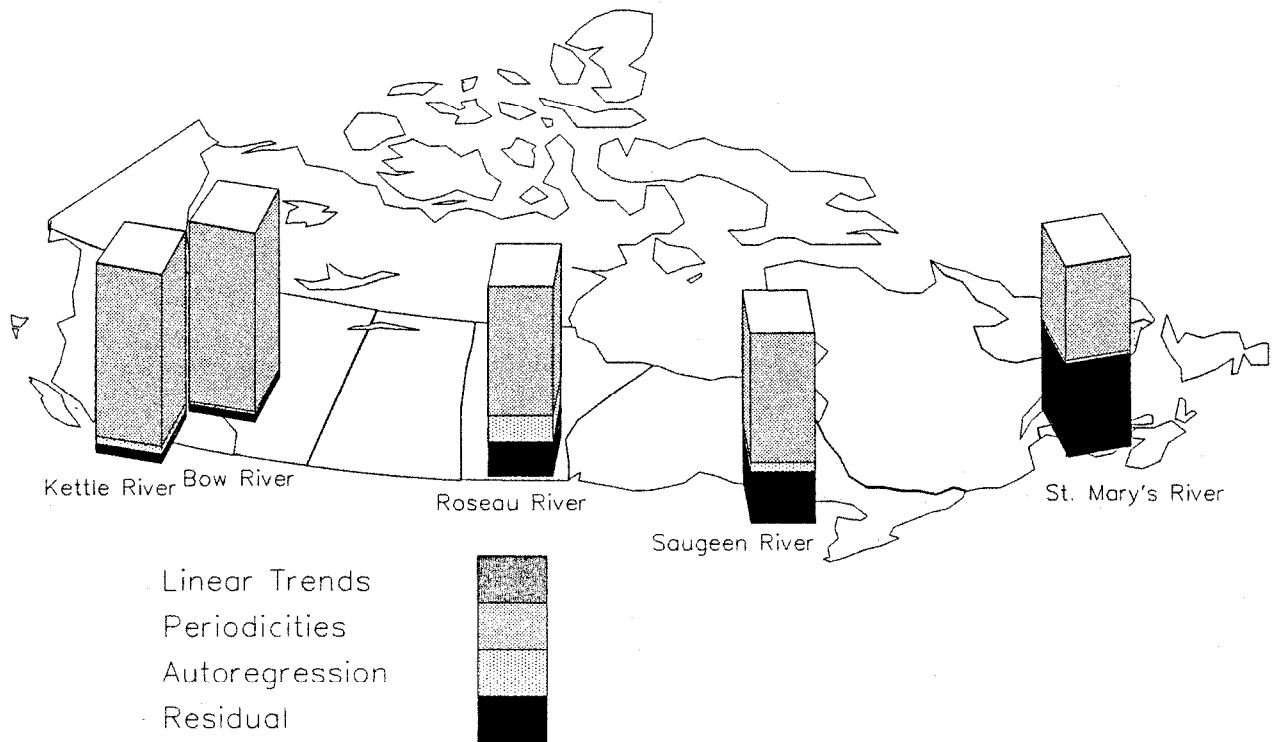 Kettle River
Bow River
Roseau River
Saugeen River
St. Mary's River
Linear Trends
Periodicities
Autoregression
Residual